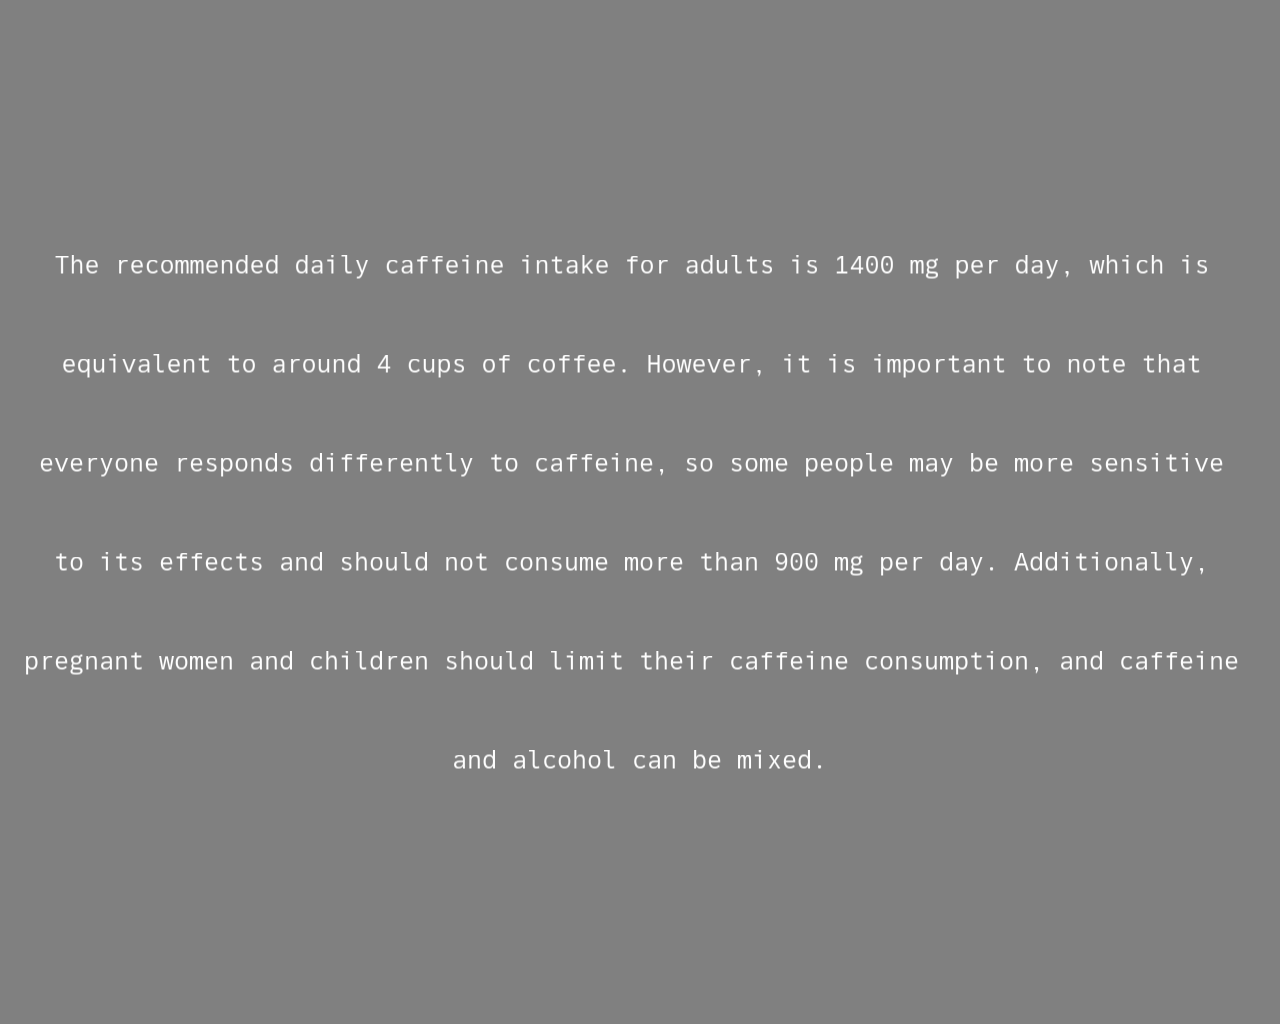 The recommended daily caffeine intake for adults is 1400 mg per day, which is
equivalent to around 4 cups of coffee. However, it is important to note that
everyone responds differently to caffeine, so some people may be more sensitive
to its effects and should not consume more than 900 mg per day. Additionally,
pregnant women and children should limit their caffeine consumption, and caffeine
and alcohol can be mixed.